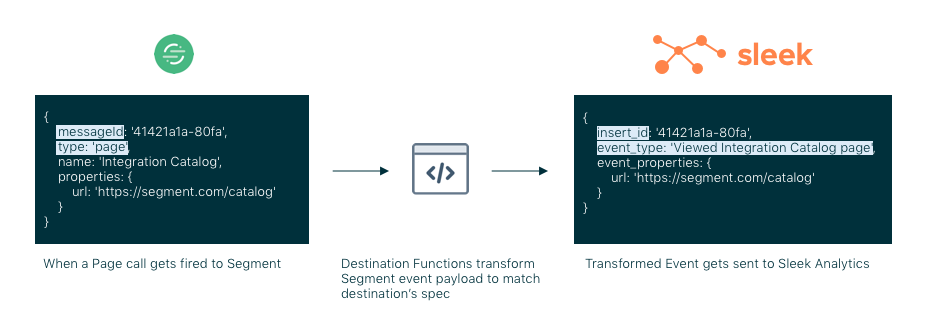 sleek
{
messageId: '41421a1a-80fa',
type: 'page',
name: 'Integration Catalog',
properties: {
url: 'https://segment.com/catalog'
}
}
</>
{
insert_id: '41421a1a-80fa',
event_type: 'Viewed Integration Catalog page',
event_properties: {
url: 'https://segment.com/catalog'
}
}
When a Page call gets fired to Segment
Destination Functions transform
Segment event payload to match
destination's spec
Transformed Event gets sent to Sleek Analytics